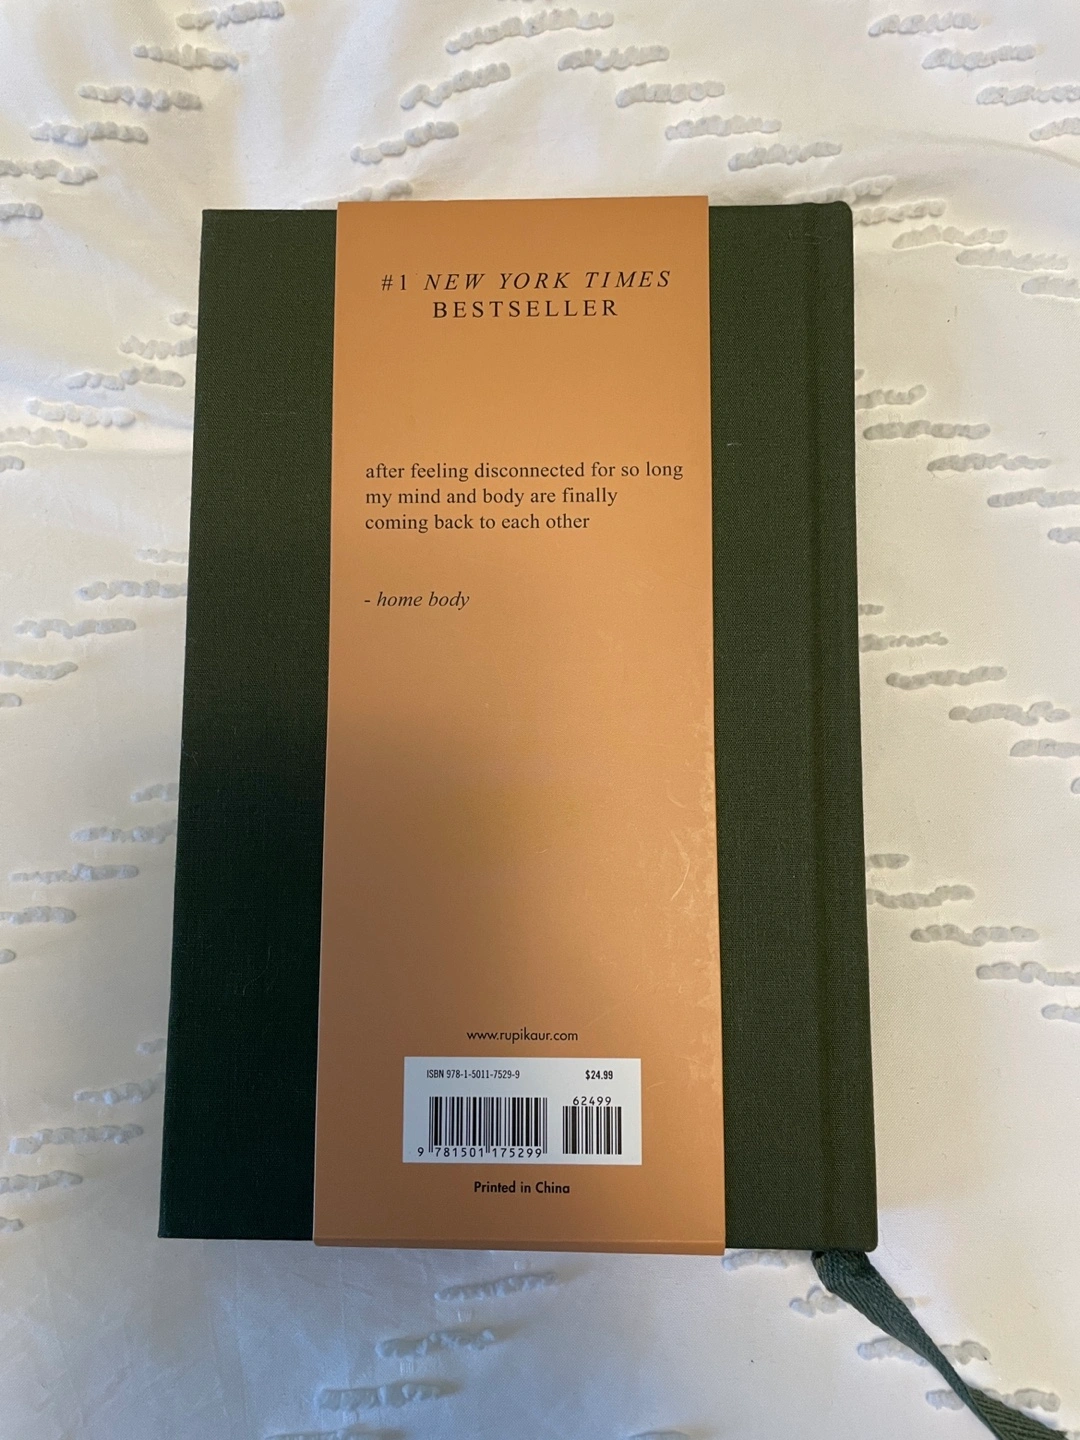 #1 NEW YORK TIMES
BESTSELLER
after feeling disconnected for so long
my mind and body are finally
coming back to each other
- home body
www.rupikaur.com
ISBN 978-1-5011-7529-9 $24.99
62499
9 781501 175299
Printed in China